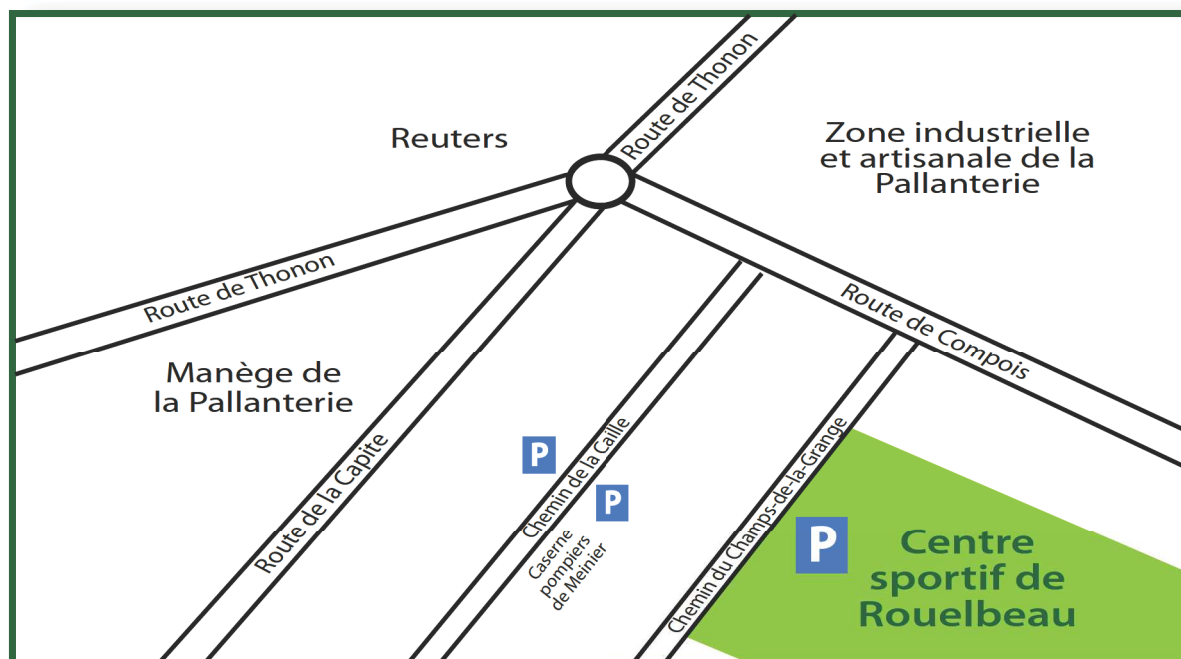 Route de Thonon
Reuters
Zone industrielle
et artisanale de la
Pallanterie
Route de Thonon
Route de Compois
Manège de
la Pallanterie
Route de la Capite
P
Chemin de la Caille
P
Caserne
pompiers
de Meinier
Chemin du Champs-de-la-Grange
P
Centre
sportif de
Rouelbeau